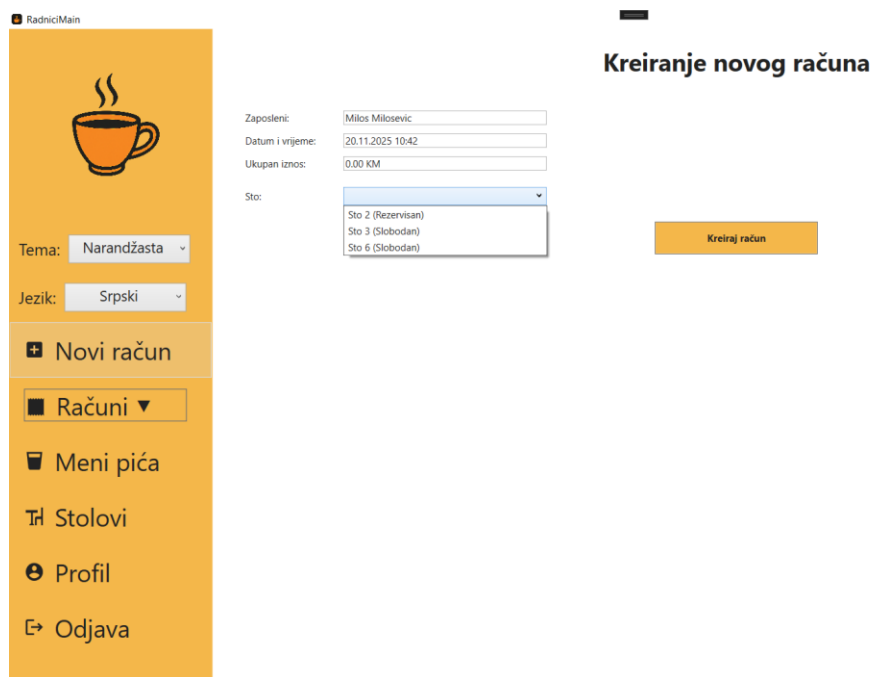 RadniciMain
Kreiranje novog računa
Zaposleni: Milos Milosevic
Datum i vrijeme: 20.11.2025 10:42
Ukupan iznos: 0.00 KM
Sto:
Sto 2 (Rezervisan)
Sto 3 (Slobodan)
Sto 6 (Slobodan)
Kreiraj račun
Tema: Narandžasta
Jezik: Srpski
Novi račun
Računi ▼
Meni pića
Stolovi
Profil
Odjava